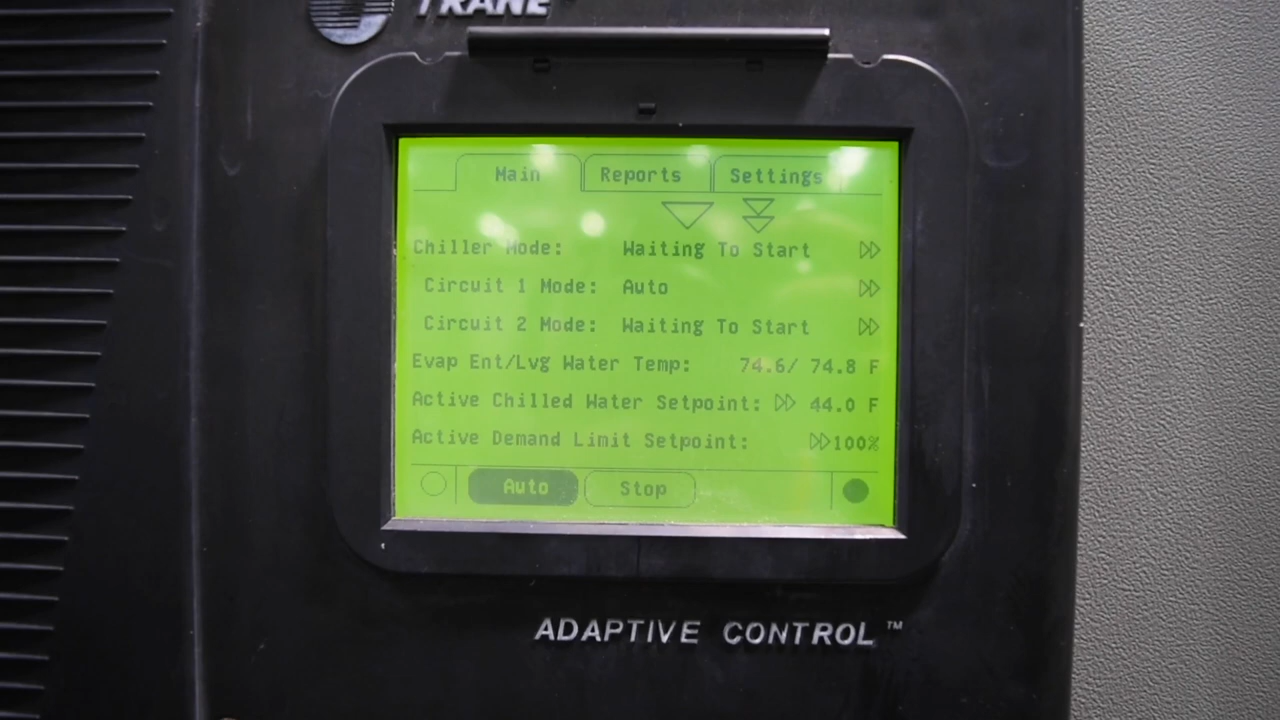 TRANE
Main Reports Settings
Chiller Mode: Waiting To Start
Circuit 1 Mode: Auto
Circuit 2 Mode: Waiting To Start
Evap Ent/Lvg Water Temp: 74.6/ 74.8 F
Active Chilled Water Setpoint: 44.0 F
Active Demand Limit Setpoint: 100%
Auto Stop
ADAPTIVE CONTROL™